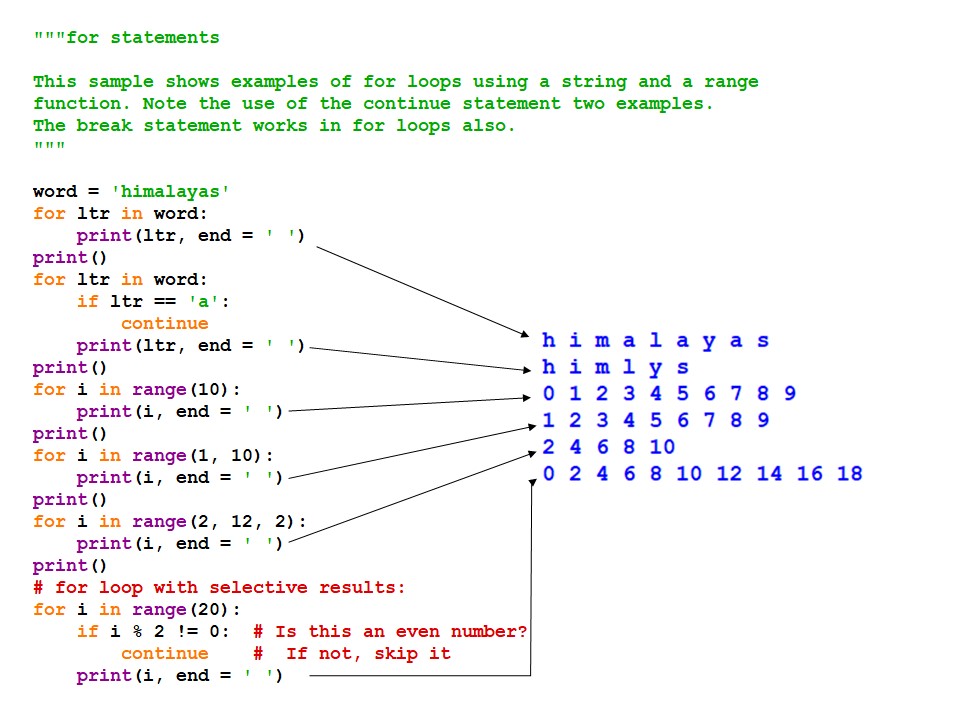 """for statements

This sample shows examples of for loops using a string and a range
function. Note the use of the continue statement two examples.
The break statement works in for loops also.
"""

word = 'himalayas'
for ltr in word:
    print(ltr, end = ' ')
print()
for ltr in word:
    if ltr == 'a':
        continue
    print(ltr, end = ' ')
print()
for i in range(10):
    print(i, end = ' ')
print()
for i in range(1, 10):
    print(i, end = ' ')
print()
for i in range(2, 12, 2):
    print(i, end = ' ')
print()
# for loop with selective results:
for i in range(20):
    if i % 2 != 0:  # Is this an even number?
        continue    #  If not, skip it
    print(i, end = ' ')
h i m a l a y a s
h i m l y s
0 1 2 3 4 5 6 7 8 9
1 2 3 4 5 6 7 8 9
2 4 6 8 10
0 2 4 6 8 10 12 14 16 18